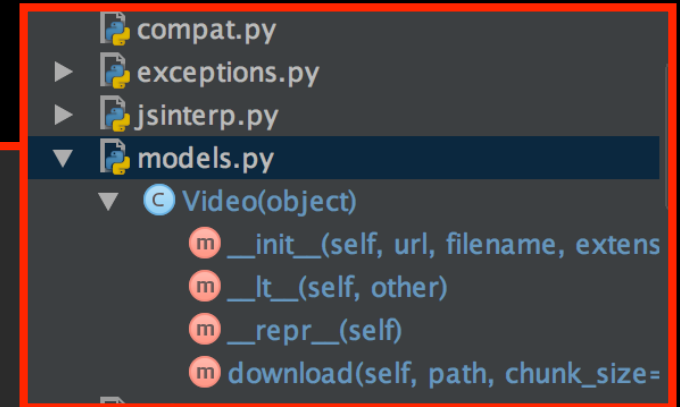 compat.py
exceptions.py
jsinterp.py
models.py
C Video(object)
m __init__(self, url, filename, extens
m __lt__(self, other)
m __repr__(self)
m download(self, path, chunk_size=